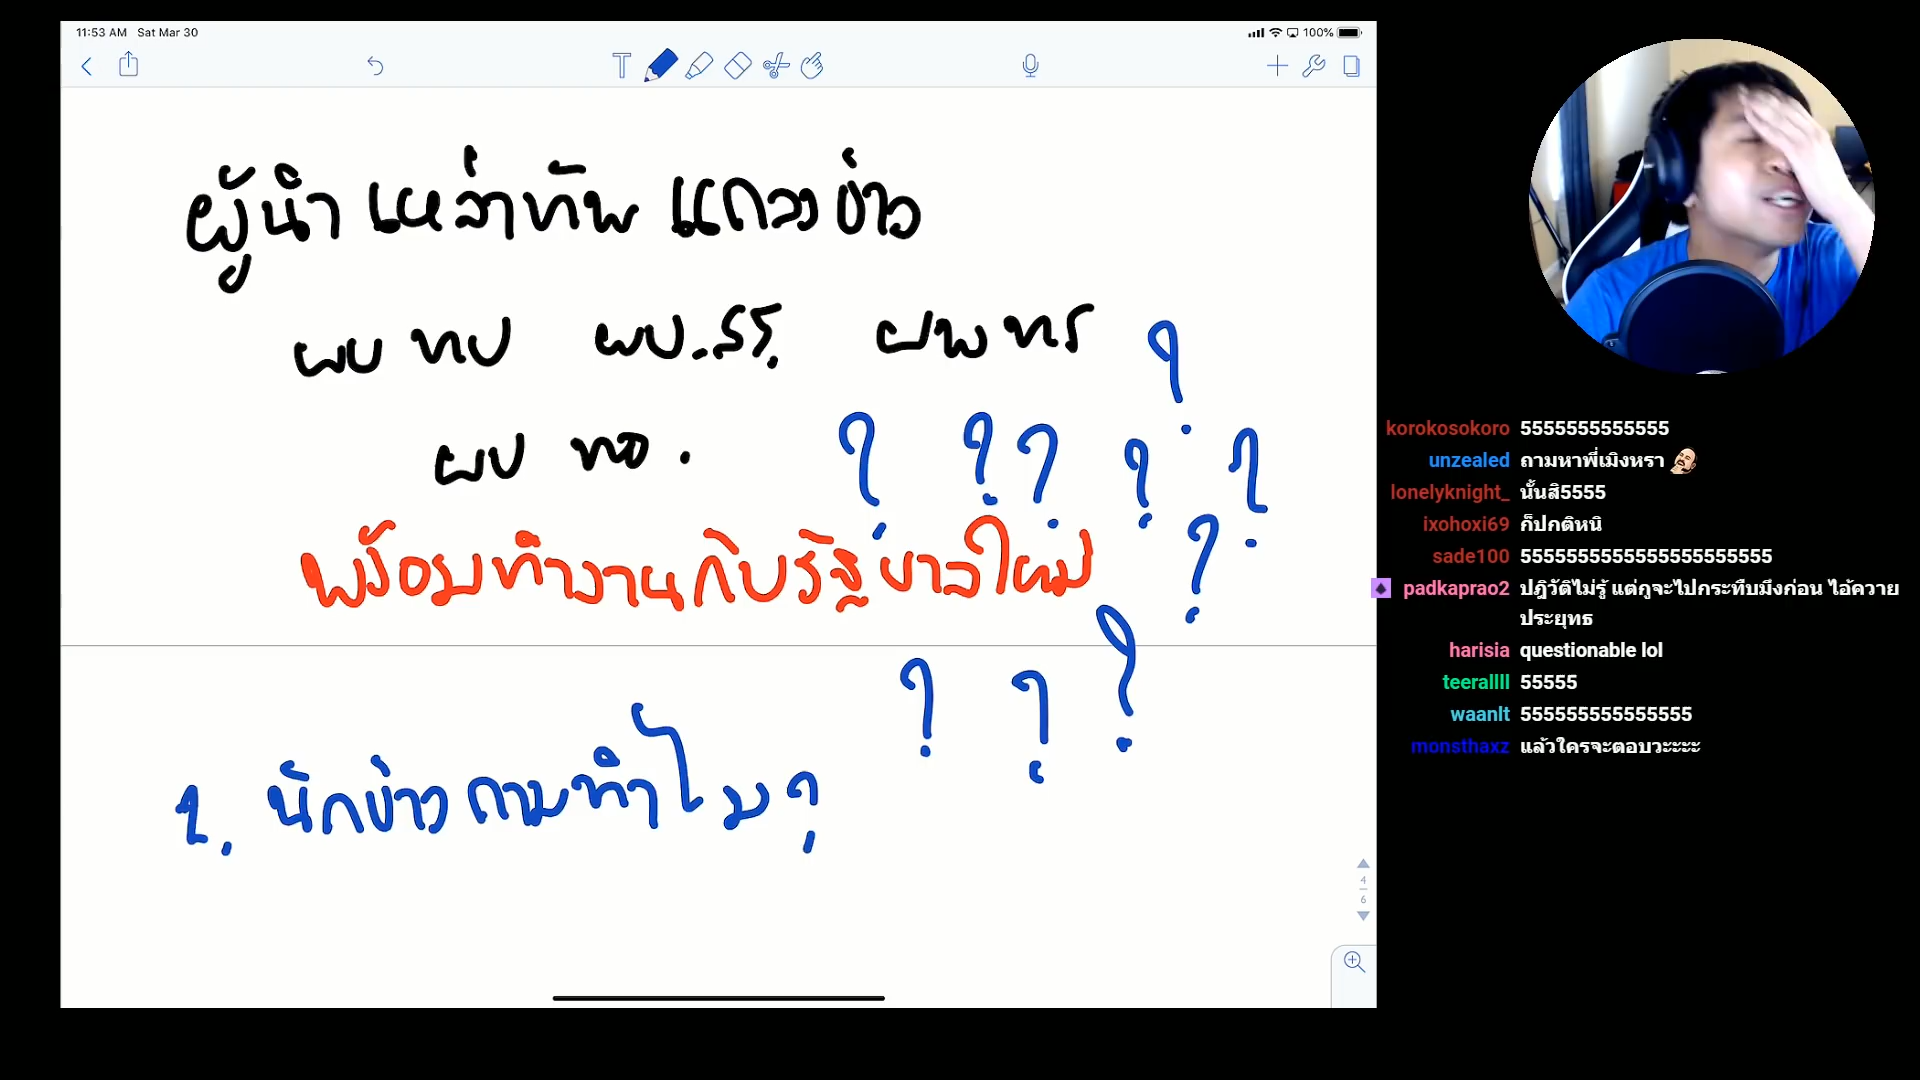 11:53 AM Sat Mar 30
100%
T
ผู้นำเหล่าทัพแถลงข่าว
ผบ ทบ ผบ.สร. ผบ ทร ?
ผบ ทอ. ? ? ? ? ?
พร้อมทำงานกับรัฐบาลใหม่ ?
? ? ?
1. นักข่าวถามทำไม?
4
6
korokosokoro 5555555555555
unzealed ถามหาพี่เมิงหรา
lonelyknight_ นั้นสิ5555
ixohoxi69 ก็ปกติหนิ
sade100 5555555555555555555555
padkaprao2 ปฏิวัติไม่รู้ แต่กูจะไปกระทืบมึงก่อน ไอ้ควาย
ประยุทธ
harisia questionable lol
teerallll 55555
waanlt 555555555555555
monsthaxz แล้วใครจะตอบวะะะะ